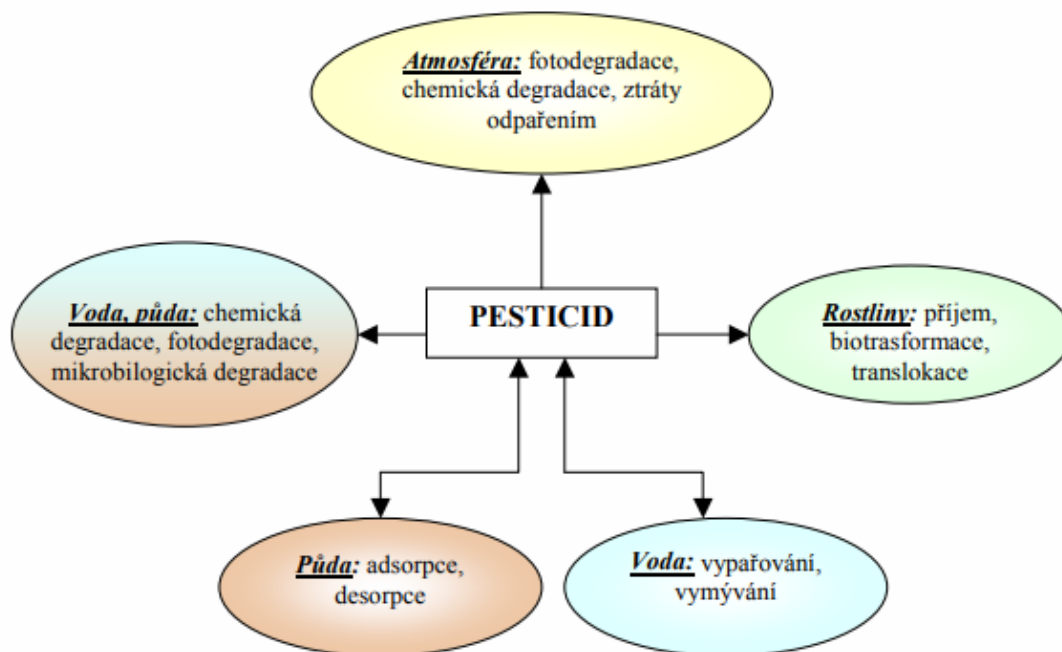 Atmosféra: fotodegradace,
chemická degradace, ztráty
odpařením
Voda, půda: chemická
degradace, fotodegradace,
mikrobilogická degradace
PESTICID
Rostliny: příjem,
biotrasformace,
translokace
Půda: adsorpce,
desorpce
Voda: vypařování,
vymývání